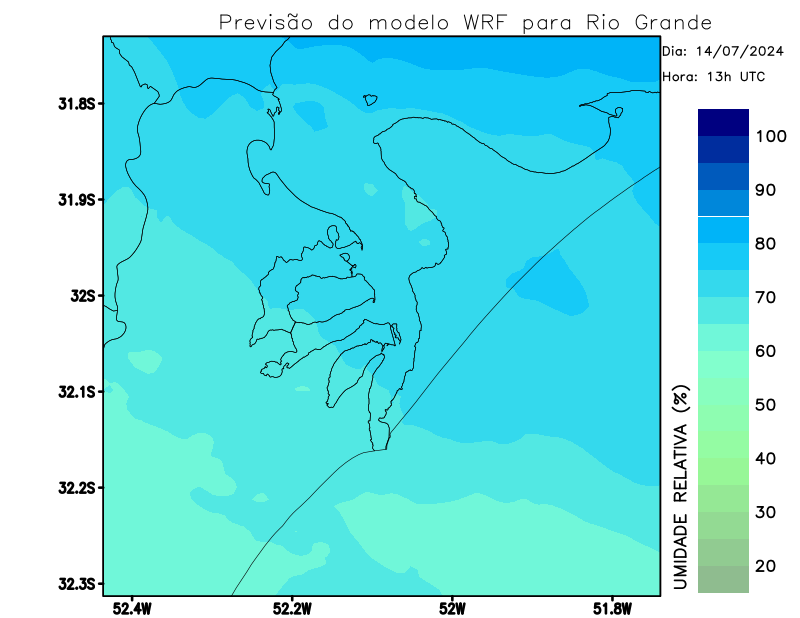 Previsão do modelo WRF para Rio Grande
Dia: 14/07/2024
Hora: 13h UTC
31.8S
31.9S
32S
32.1S
32.2S
32.3S
52.4W
52.2W
52W
51.8W
100
90
80
70
60
50
40
30
20
UMIDADE RELATIVA (%)